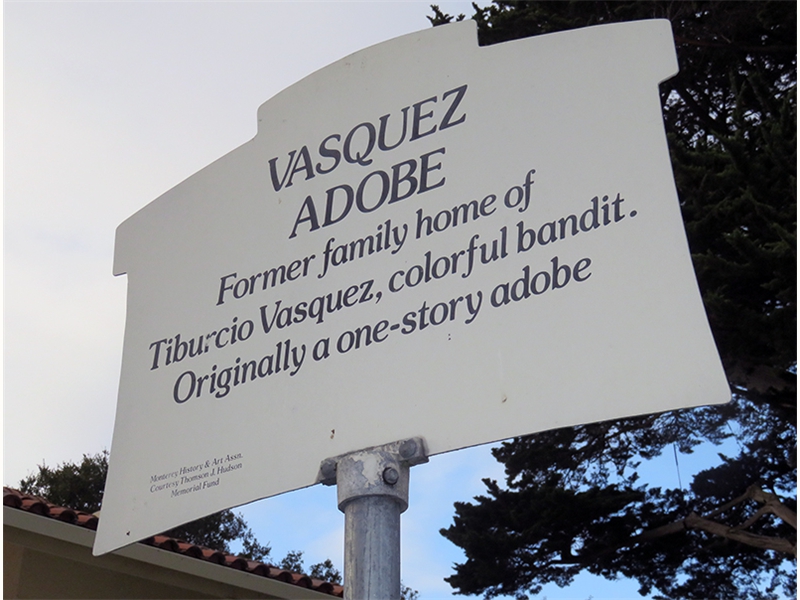 VASQUEZ
ADOBE
Former family home of
Tiburcio Vasquez, colorful bandit.
Originally a one-story adobe
Monterey History & Art Assn.
Courtesy Thomson J. Hudson
Memorial Fund